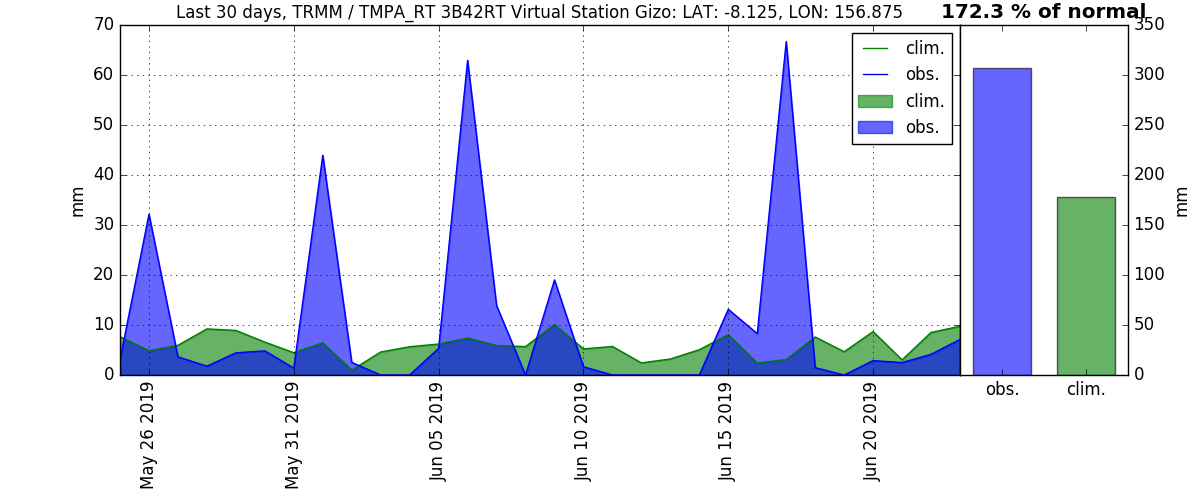 Last 30 days, TRMM / TMPA_RT 3B42RT Virtual Station Gizo: LAT: -8.125, LON: 156.875
172.3 % of normal
70
60
50
40
30
20
10
0
mm
clim.
obs.
clim.
obs.
May 26 2019
May 31 2019
Jun 05 2019
Jun 10 2019
Jun 15 2019
Jun 20 2019
350
300
250
200
150
100
50
0
mm
obs.
clim.